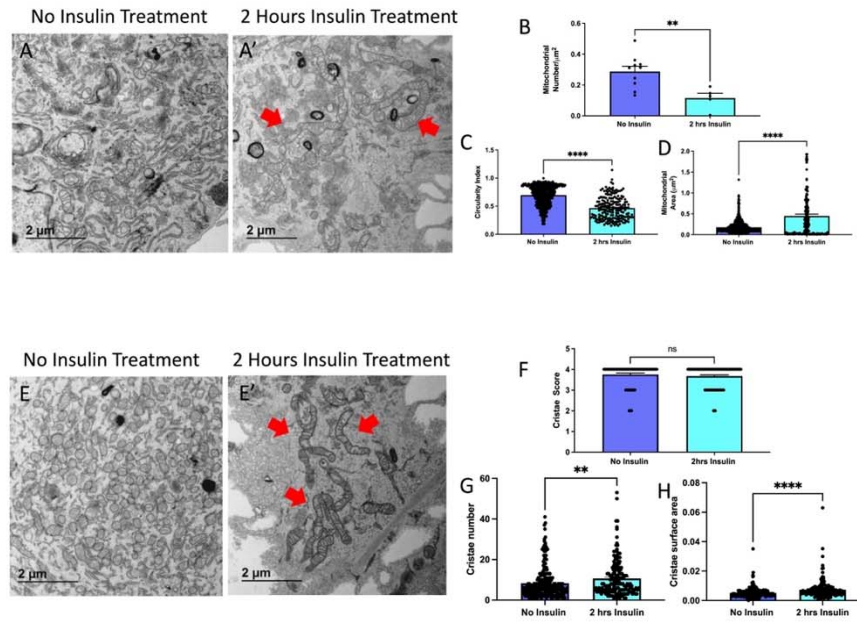 No Insulin Treatment
2 Hours Insulin Treatment
A
2 µm
A'
2 µm
B
**
Mitochondrial
Number/µm²
0.6
0.4
0.2
0.0
No Insulin
2 hrs Insulin
C
****
Circularity Index
1.5
1.0
0.5
0.0
No Insulin
2 hrs Insulin
D
****
Mitochondrial
Area (µm²)
2.0
1.5
1.0
0.5
0.0
No Insulin
2 hrs Insulin
No Insulin Treatment
2 Hours Insulin Treatment
E
2 µm
E'
2 µm
F
ns
Cristae Score
5
4
3
2
1
0
No Insulin
2hrs Insulin
G
**
Cristae number
60
40
20
0
No Insulin
2 hrs Insulin
H
****
Cristae surface area
0.08
0.06
0.04
0.02
0.00
No Insulin
2 hrs Insulin